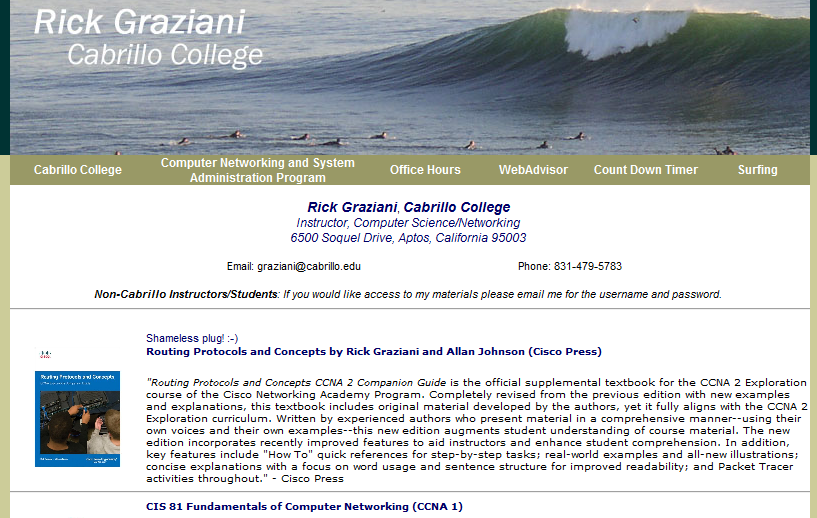 Rick Graziani
Cabrillo College
Cabrillo College
Computer Networking and System
Administration Program
Office Hours
WebAdvisor
Count Down Timer
Surfing
Rick Graziani, Cabrillo College
Instructor, Computer Science/Networking
6500 Soquel Drive, Aptos, California 95003
Email: graziani@cabrillo.edu
Phone: 831-479-5783
Non-Cabrillo Instructors/Students: If you would like access to my materials please email me for the username and password.
Shameless plug! :-)
Routing Protocols and Concepts by Rick Graziani and Allan Johnson (Cisco Press)
Routing Protocols and Concepts
"Routing Protocols and Concepts CCNA 2 Companion Guide is the official supplemental textbook for the CCNA 2 Exploration
course of the Cisco Networking Academy Program. Completely revised from the previous edition with new examples
and explanations, this textbook includes original material developed by the authors, yet it fully aligns with the CCNA 2
Exploration curriculum. Written by experienced authors who present material in a comprehensive manner--using their
own voices and their own examples--this new edition augments student understanding of course material. The new
edition incorporates recently improved features to aid instructors and enhance student comprehension. In addition,
key features include "How To" quick references for step-by-step tasks; real-world examples and all-new illustrations;
concise explanations with a focus on word usage and sentence structure for improved readability; and Packet Tracer
activities throughout." - Cisco Press
CIS 81 Fundamentals of Computer Networking (CCNA 1)